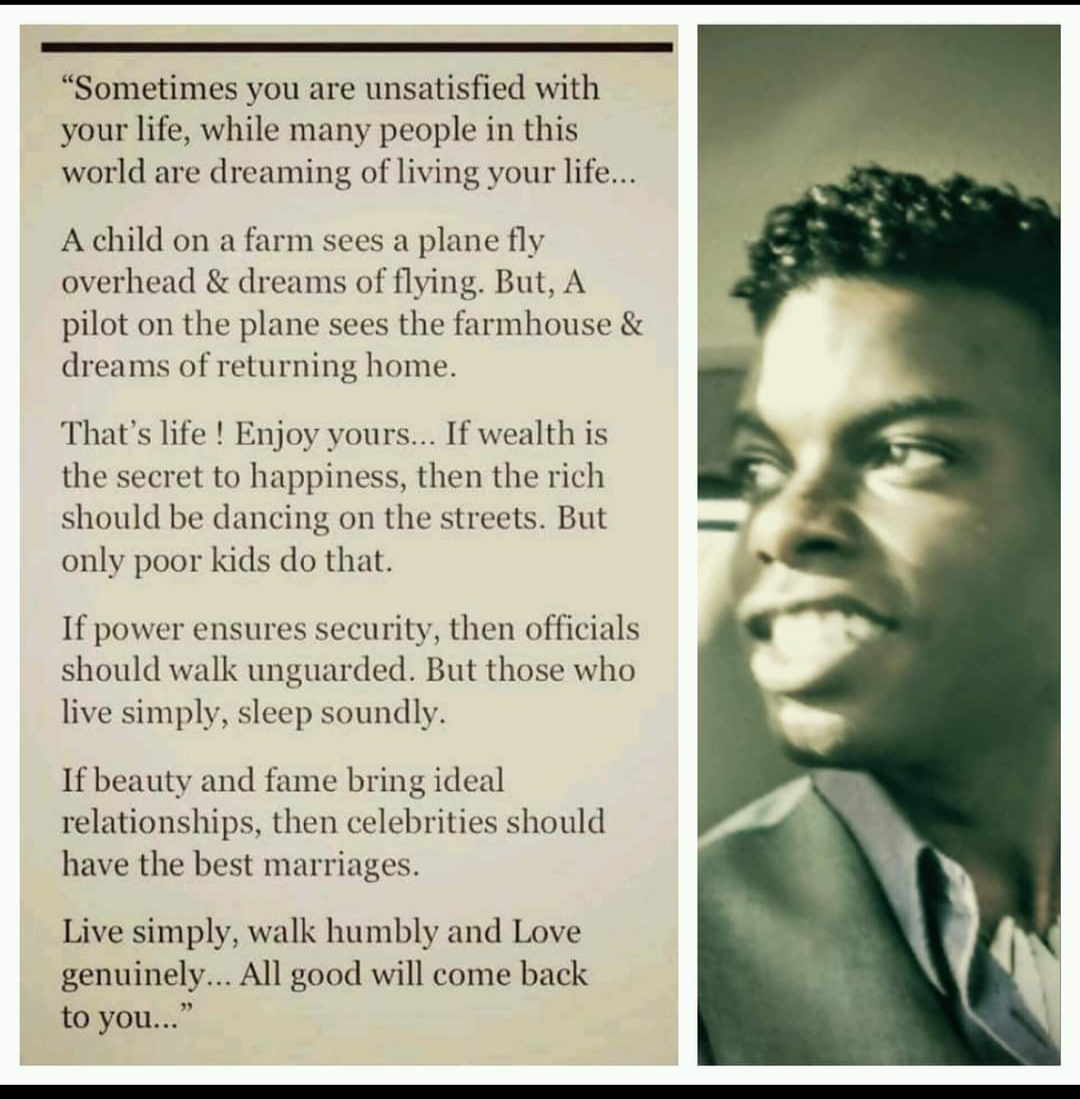 “Sometimes you are unsatisfied with
your life, while many people in this
world are dreaming of living your life...
A child on a farm sees a plane fly
overhead & dreams of flying. But, A
pilot on the plane sees the farmhouse &
dreams of returning home.
That’s life ! Enjoy yours... If wealth is
the secret to happiness, then the rich
should be dancing on the streets. But
only poor kids do that.
If power ensures security, then officials
should walk unguarded. But those who
live simply, sleep soundly.
If beauty and fame bring ideal
relationships, then celebrities should
have the best marriages.
Live simply, walk humbly and Love
genuinely... All good will come back
to you...”